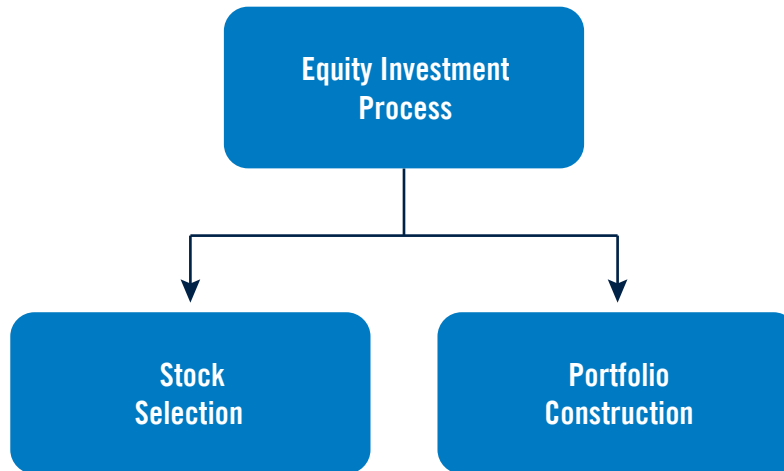 Equity Investment
Process
Stock
Selection
Portfolio
Construction